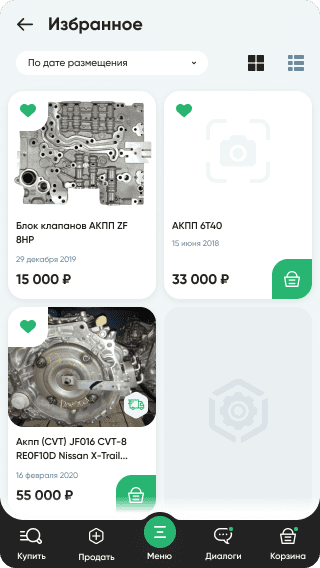 Избранное
По дате размещения
Блок клапанов АКПП ZF
8HP
29 декабря 2019
15 000 ₽
АКПП 6T40
15 июня 2018
33 000 ₽
Акпп (CVT) JF016 CVT-8
RE0F10D Nissan X-Trail...
16 февраля 2020
55 000 ₽
Купить
Продать
Меню
Диалоги
Корзина